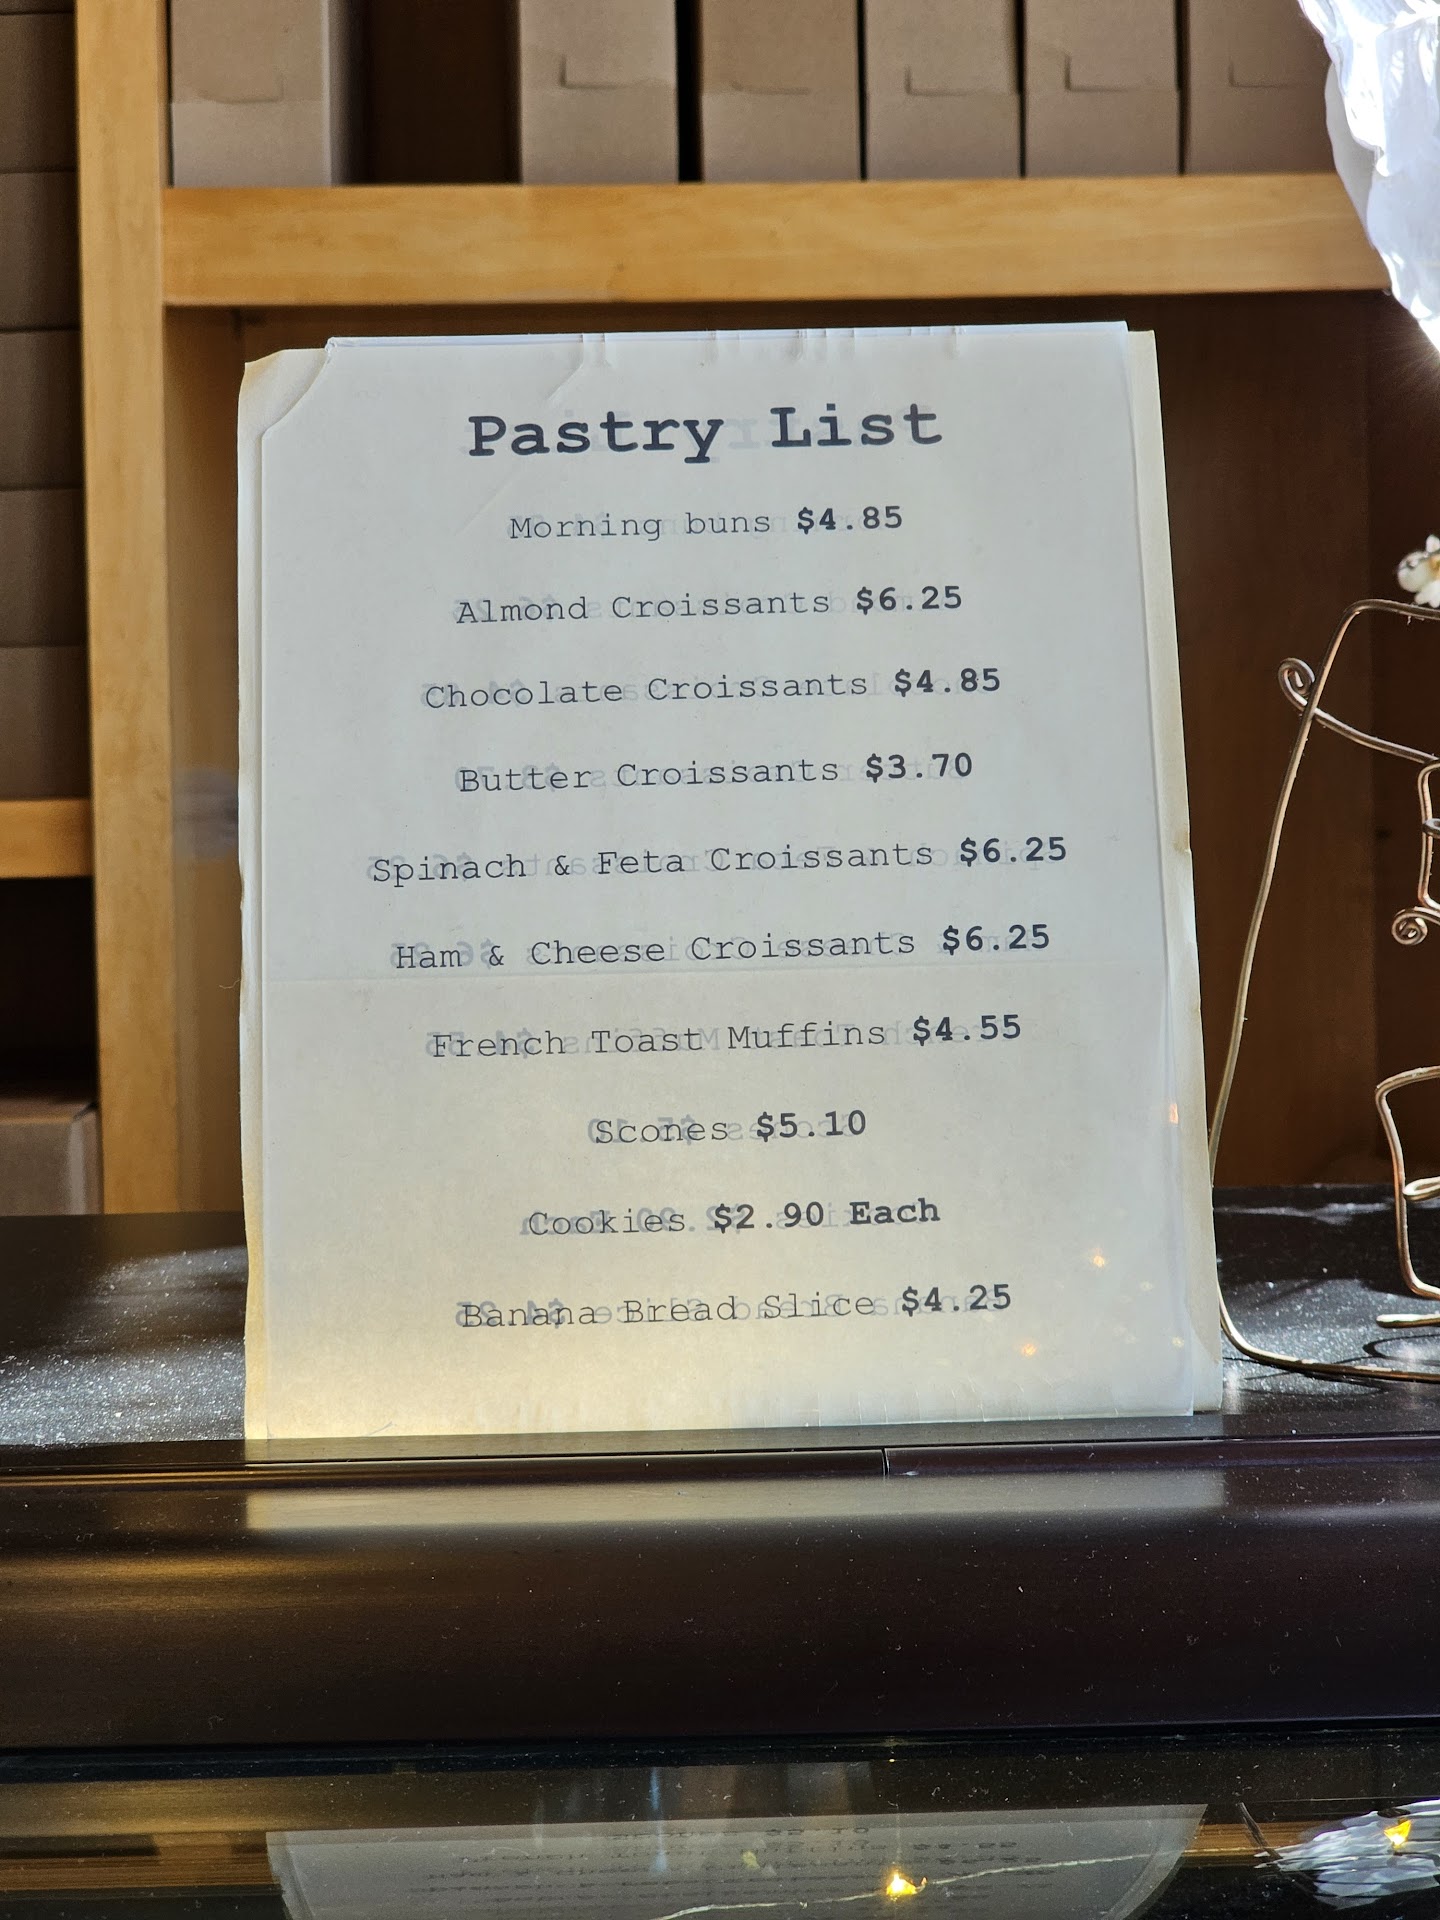 Pastry List
Morning buns $4.85
Almond Croissants $6.25
Chocolate Croissants $4.85
Butter Croissants $3.70
Spinach & Feta Croissants $6.25
Ham & Cheese Croissants $6.25
French Toast Muffins $4.55
Scones $5.10
Cookies $2.90 Each
Banana Bread Slice $4.25